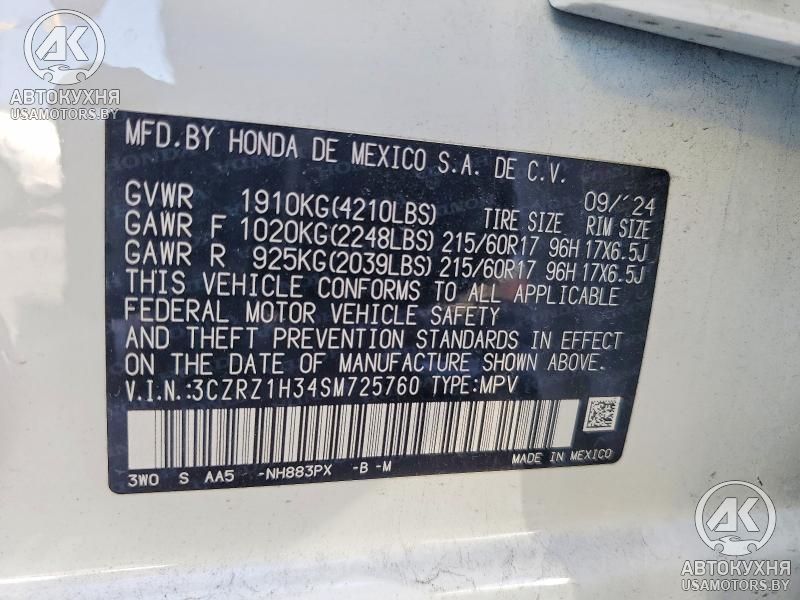 AK
АВТОКУХНЯ
USAMOTORS.BY
MFD.BY HONDA DE MEXICO S.A. DE C.V.
09/'24
GVWR 1910KG(4210LBS) TIRE SIZE RIM SIZE
GAWR F 1020KG(2248LBS) 215/60R17 96H 17X6.5J
GAWR R 925KG(2039LBS) 215/60R17 96H 17X6.5J
THIS VEHICLE CONFORMS TO ALL APPLICABLE
FEDERAL MOTOR VEHICLE SAFETY
AND THEFT PREVENTION STANDARDS IN EFFECT
ON THE DATE OF MANUFACTURE SHOWN ABOVE.
V.I.N.:3CZRZ1H34SM725760 TYPE:MPV
3W0 S AA5 -NH883PX -B -M
MADE IN MEXICO
AK
АВТОКУХНЯ
USAMOTORS.BY